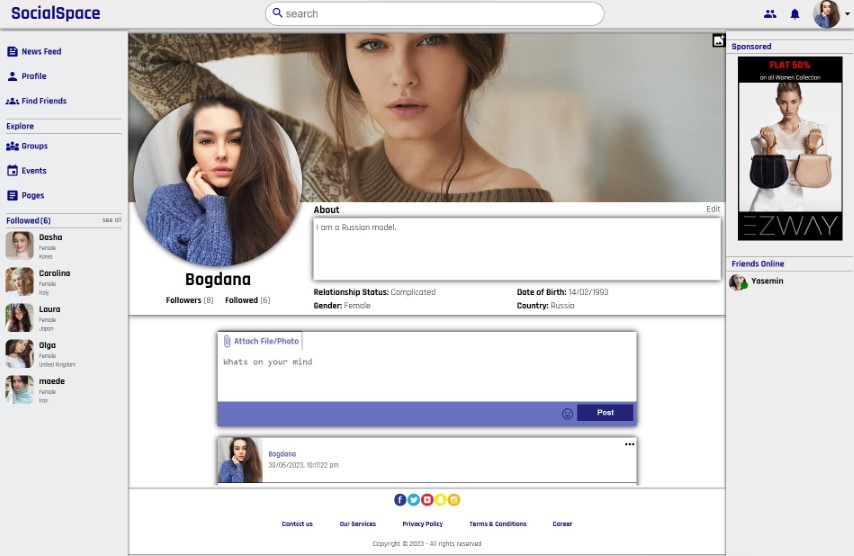 SocialSpace
search
News Feed
Profile
Find Friends
Explore
Groups
Events
Pages
Followed(6) see all
Dasha
Female
Korea
Carolina
Female
Italy
Laura
Female
Japan
Olga
Female
United Kingdom
maede
Female
Iran
Bogdana
Followers (8) Followed (6)
About Edit
I am a Russian model.
Relationship Status: Complicated Date of Birth: 14/02/1993
Gender: Female Country: Russia
Attach File/Photo
Whats on your mind
Post
Bogdana
30/05/2023, 10:17:22 pm
Contact us Our Services Privacy Policy Terms & Conditions Career
Copyright © 2023 - All rights reserved
Sponsored
FLAT 50%
on all Women Collection
EZWAY
Friends Online
Yasemin